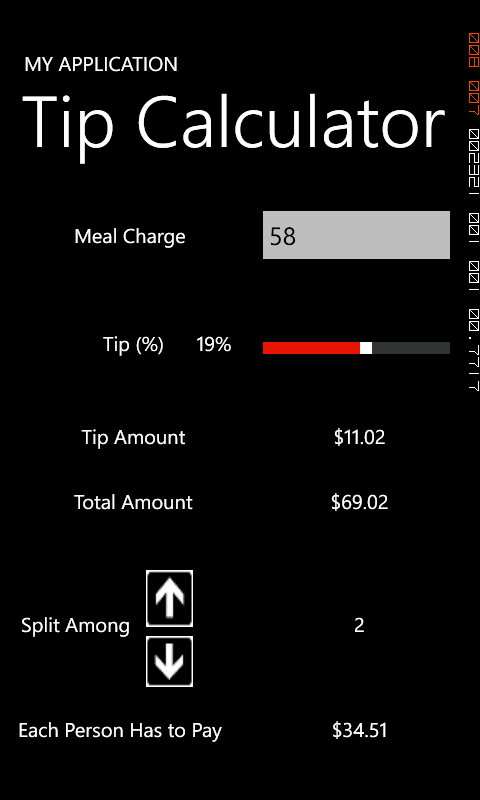 MY APPLICATION
Tip Calculator
Meal Charge 58
Tip (%) 19%
Tip Amount $11.02
Total Amount $69.02
Split Among 2
Each Person Has to Pay $34.51
008 007 002321 001 001 00.7717